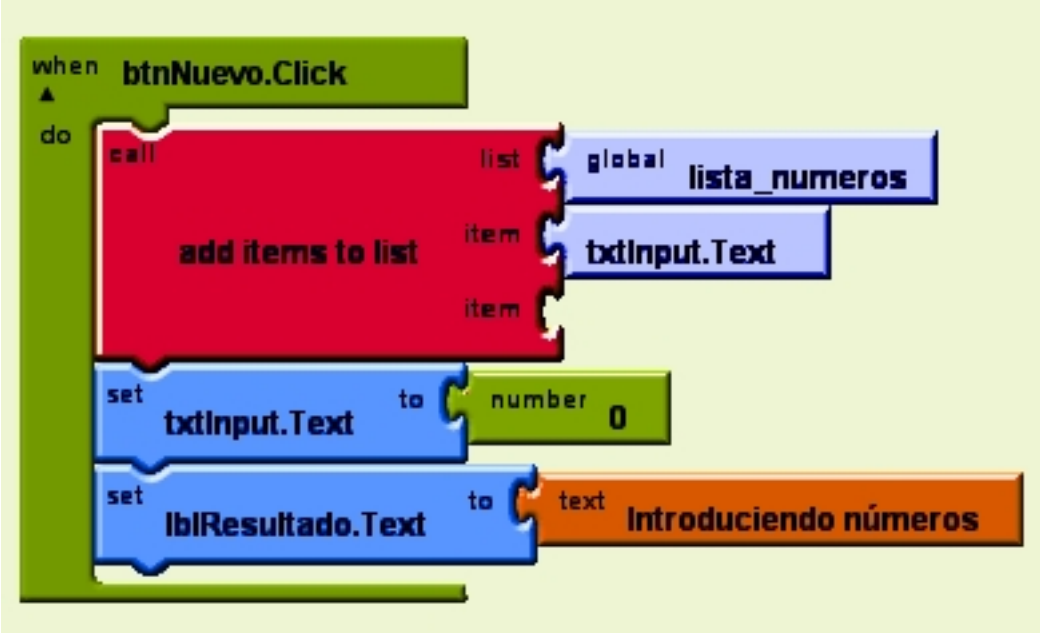 when btnNuevo.Click
do
call list global lista_numeros
add items to list item txtInput.Text
item
set txtInput.Text to number 0
set lblResultado.Text to text Introduciendo números